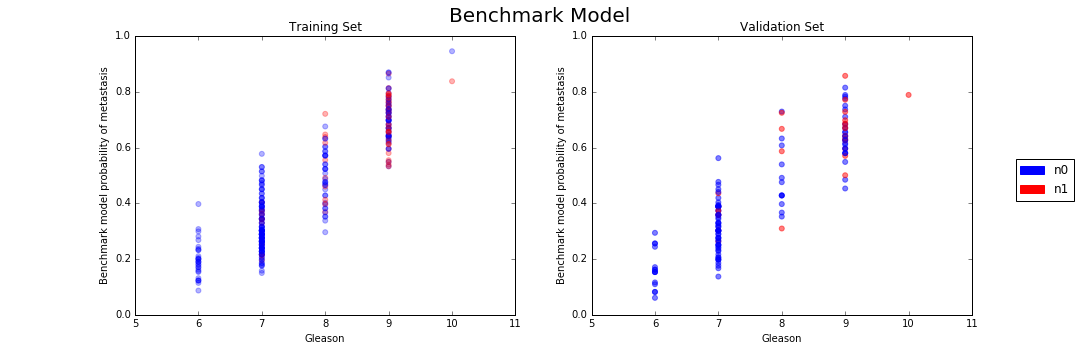 Benchmark Model
Training Set
Benchmark model probability of metastasis
1.0
0.8
0.6
0.4
0.2
0.0
5 6 7 8 9 10 11
Gleason
Validation Set
Benchmark model probability of metastasis
1.0
0.8
0.6
0.4
0.2
0.0
5 6 7 8 9 10 11
Gleason
n0
n1